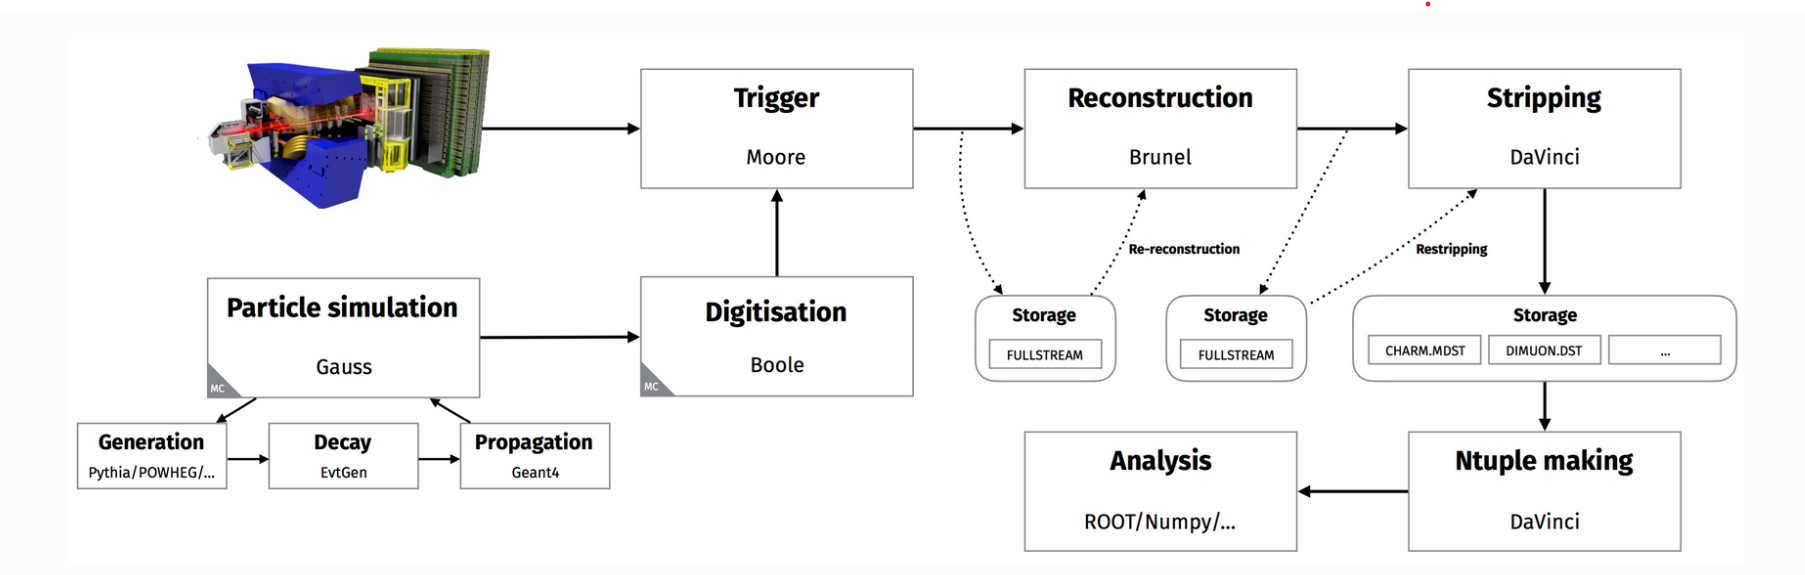 Trigger
Moore
Reconstruction
Brunel
Stripping
DaVinci
Re-reconstruction
Restripping
Particle simulation
Gauss
MC
Digitisation
Boole
MC
Storage
FULLSTREAM
Storage
FULLSTREAM
Storage
CHARM.MDST
DIMUON.DST
...
Generation
Pythia/POWHEG/...
Decay
EvtGen
Propagation
Geant4
Analysis
ROOT/Numpy/...
Ntuple making
DaVinci